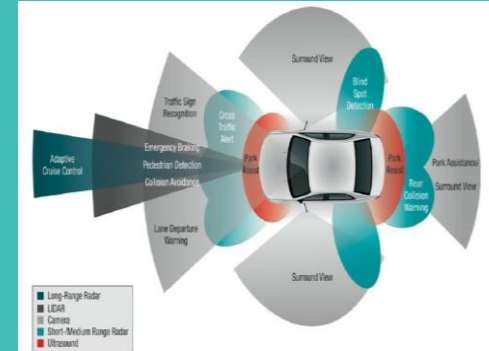 Surround View
Blind
Spot
Detection
Traffic Sign
Recognition
Cross
Traffic
Alert
Emergency Braking
Pedestrian Detection
Collision Avoidance
Adaptive
Cruise Control
Park
Assist
Park
Assist
Park Assistance
Surround View
Rear
Collision
Warning
Lane Departure
Warning
Surround View
Long-Range Radar
LIDAR
Camera
Short-/Medium Range Radar
Ultrasound